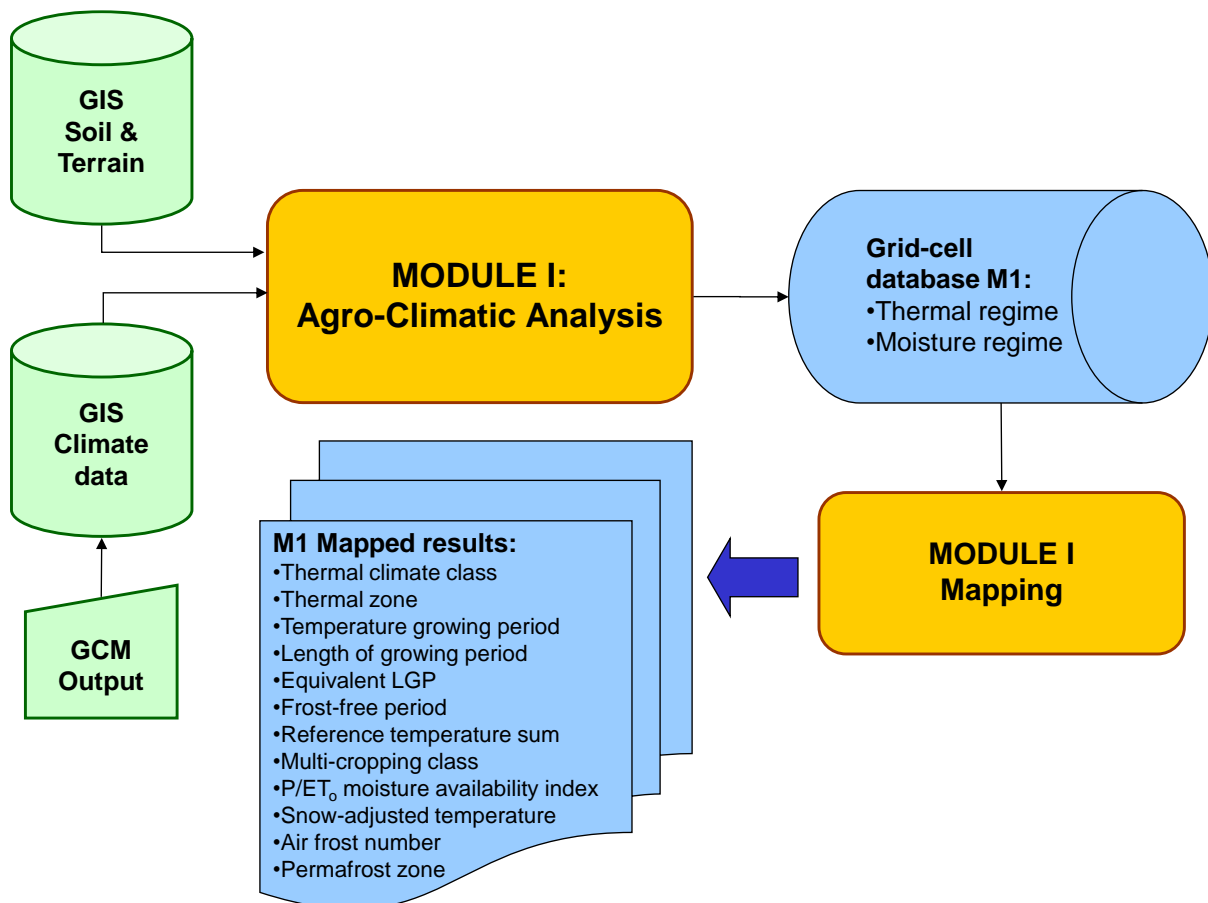 GIS
Soil &
Terrain
MODULE I:
Agro-Climatic Analysis
Grid-cell
database M1:
•Thermal regime
•Moisture regime
GIS
Climate
data
GCM
Output
M1 Mapped results:
•Thermal climate class
•Thermal zone
•Temperature growing period
•Length of growing period
•Equivalent LGP
•Frost-free period
•Reference temperature sum
•Multi-cropping class
•P/ETₒ moisture availability index
•Snow-adjusted temperature
•Air frost number
•Permafrost zone
MODULE I
Mapping